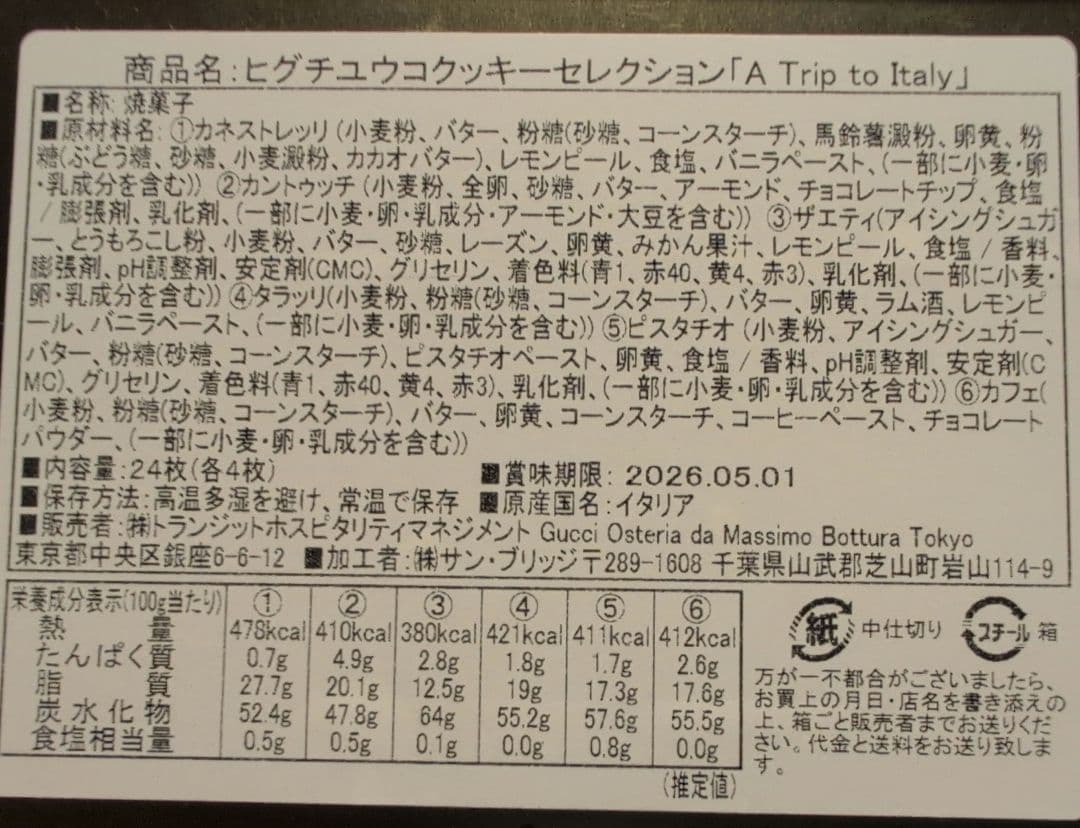 商品名:ヒグチユウコクッキーセレクション「A Trip to Italy」
■名称: 焼菓子
■原材料名: ①カネストレッリ (小麦粉、バター、粉糖(砂糖、コーンスターチ)、馬鈴薯澱粉、卵黄、粉
糖(ぶどう糖、砂糖、小麦澱粉、カカオバター)、レモンピール、食塩、バニラペースト、(一部に小麦・卵
・乳成分を含む)) ②カントゥッチ (小麦粉、全卵、砂糖、バター、アーモンド、チョコレートチップ、食塩
/ 膨張剤、乳化剤、(一部に小麦・卵・乳成分・アーモンド・大豆を含む)) ③ザエティ(アイシングシュガ
ー、とうもろこし粉、小麦粉、バター、砂糖、レーズン、卵黄、みかん果汁、レモンピール、食塩 / 香料、
膨張剤、pH調整剤、安定剤(CMC)、グリセリン、着色料(青1、赤40、黄4、赤3)、乳化剤、(一部に小麦・
卵・乳成分を含む)) ④タラッリ(小麦粉、粉糖(砂糖、コーンスターチ)、バター、卵黄、ラム酒、レモンピ
ール、バニラペースト、(一部に小麦・卵・乳成分を含む)) ⑤ピスタチオ (小麦粉、アイシングシュガー、
バター、粉糖(砂糖、コーンスターチ)、ピスタチオペースト、卵黄、食塩 / 香料、pH調整剤、安定剤(C
MC)、グリセリン、着色料(青1、赤40、黄4、赤3)、乳化剤、(一部に小麦・卵・乳成分を含む)) ⑥カフェ(
小麦粉、粉糖(砂糖、コーンスターチ)、バター、卵黄、コーンスターチ、コーヒーペースト、チョコレート
パウダー、(一部に小麦・卵・乳成分を含む))
■内容量:24枚(各4枚) ■賞味期限: 2026.05.01
■保存方法:高温多湿を避け、常温で保存 ■原産国名:イタリア
■販売者:㈱トランジットホスピタリティマネジメント Gucci Osteria da Massimo Bottura Tokyo
東京都中央区銀座6-6-12 ■加工者:㈱サン・ブリッジ〒289-1608 千葉県山武郡芝山町岩山114-9
栄養成分表示(100g当たり) ① ② ③ ④ ⑤ ⑥
熱量 478kcal 410kcal 380kcal 421kcal 411kcal 412kcal
たんぱく質 0.7g 4.9g 2.8g 1.8g 1.7g 2.6g
脂質 27.7g 20.1g 12.5g 19g 17.3g 17.6g
炭水化物 52.4g 47.8g 64g 55.2g 57.6g 55.5g
食塩相当量 0.5g 0.5g 0.1g 0.0g 0.8g 0.0g
(推定値)
紙 中仕切り スチール 箱
万が一不都合がございましたら、
お買上の月日・店名を書き添えの
上、箱ごと販売者までお送りくだ
さい。代金と送料をお送り致しま
す。